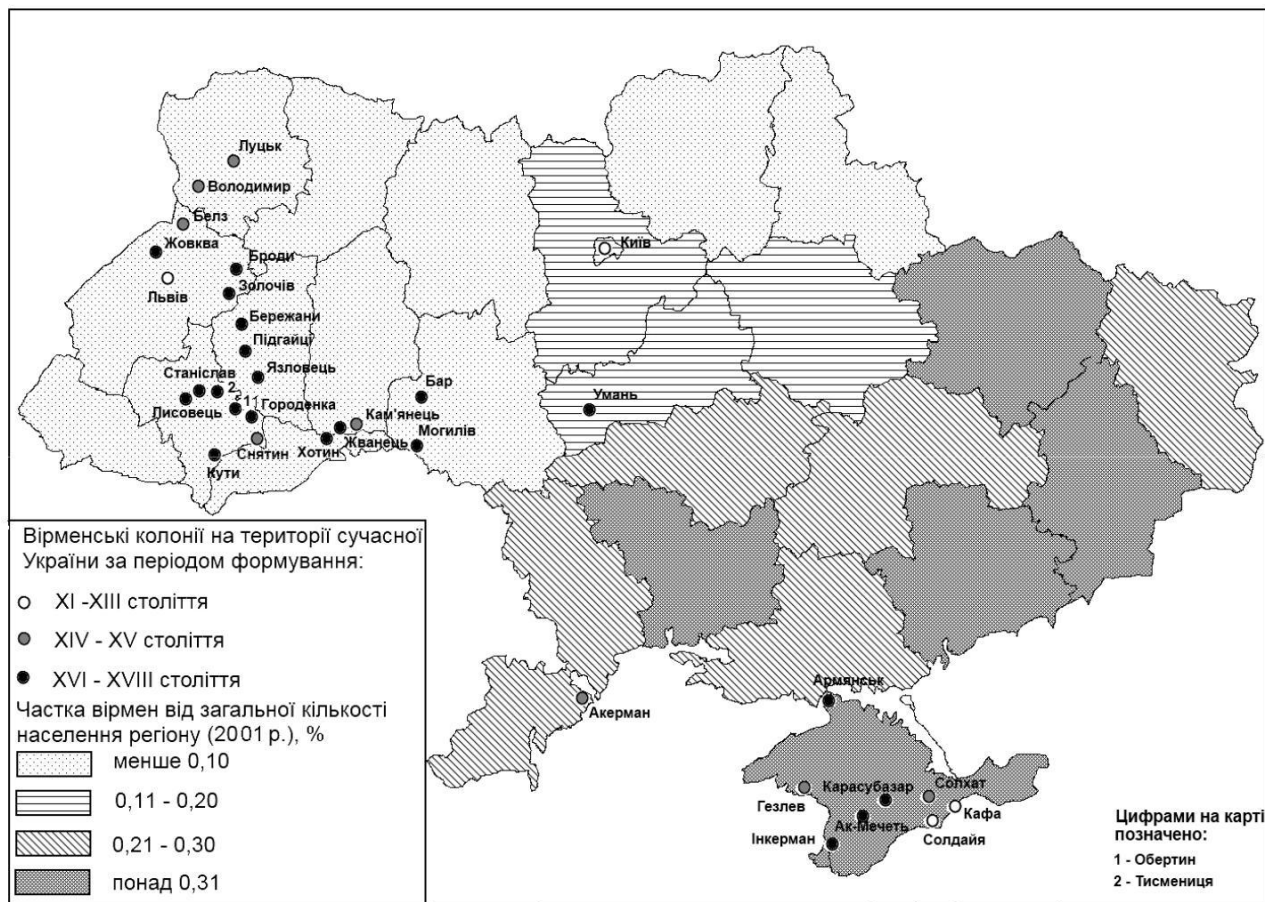 Луцьк
Володимир
Белз
Жовква
Броди
Київ
Львів
Золочів
Бережани
Підгайці
Станіслав
Язловець
Бар
2
1
Умань
Лисовець
Городенка
Кам'янець
Могилів
Снятин
Хотин
Жванець
Кути
Вірменські колонії на території сучасної
України за періодом формування:
XI -XIII століття
XIV - XV століття
XVI - XVIII століття
Частка вірмен від загальної кількості
населення регіону (2001 р.), %
менше 0,10
0,11 - 0,20
0,21 - 0,30
понад 0,31
Армянськ
Акерман
Карасубазар
Солхат
Гезлев
Кафа
Ак-Мечеть
Інкерман
Солдайя
Цифрами на карті
позначено:
1 - Обертин
2 - Тисмениця